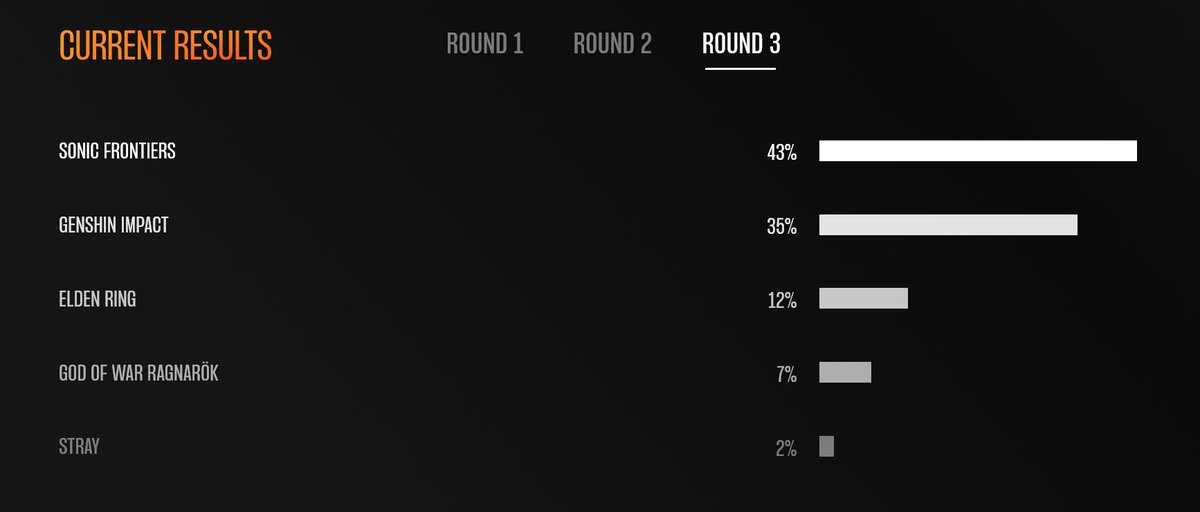 CURRENT RESULTS ROUND 1 ROUND 2 ROUND 3
SONIC FRONTIERS 43%
GENSHIN IMPACT 35%
ELDEN RING 12%
GOD OF WAR RAGNARÖK 7%
STRAY 2%